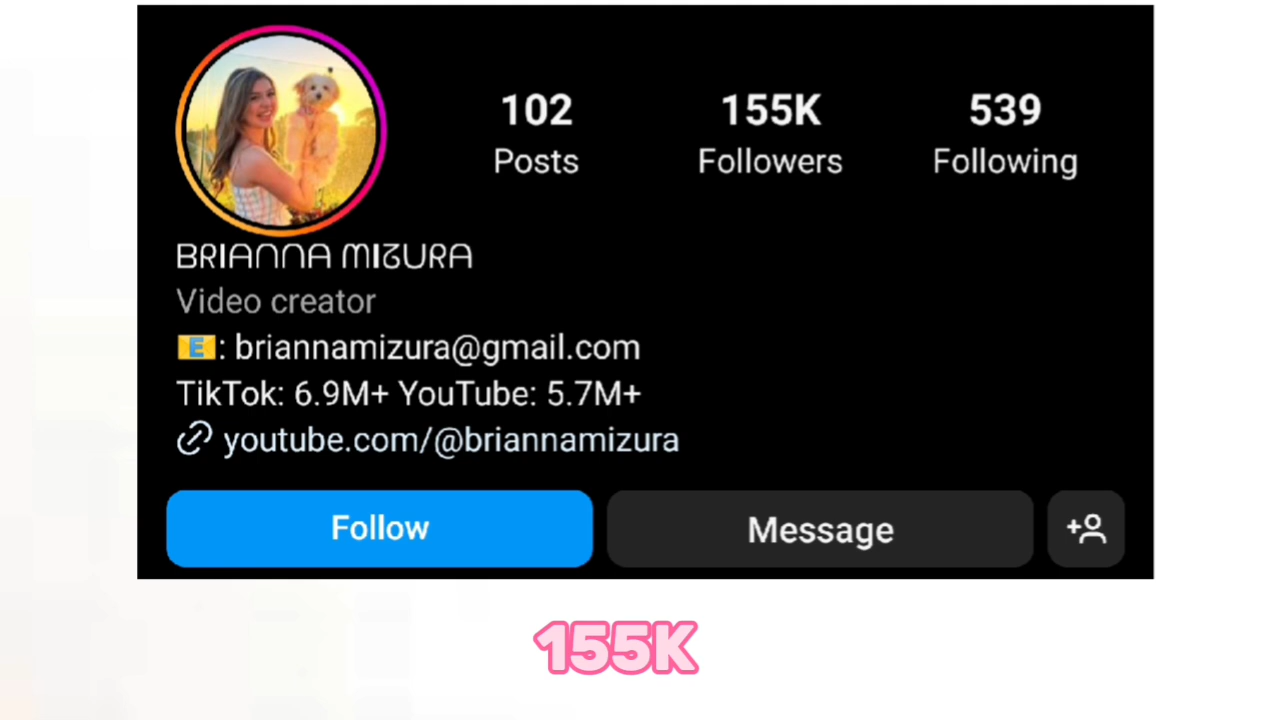 102 155K 539
Posts Followers Following
BRIANNA MIZURA
Video creator
📧: briannamizura@gmail.com
TikTok: 6.9M+ YouTube: 5.7M+
youtube.com/@briannamizura
Follow Message
155K